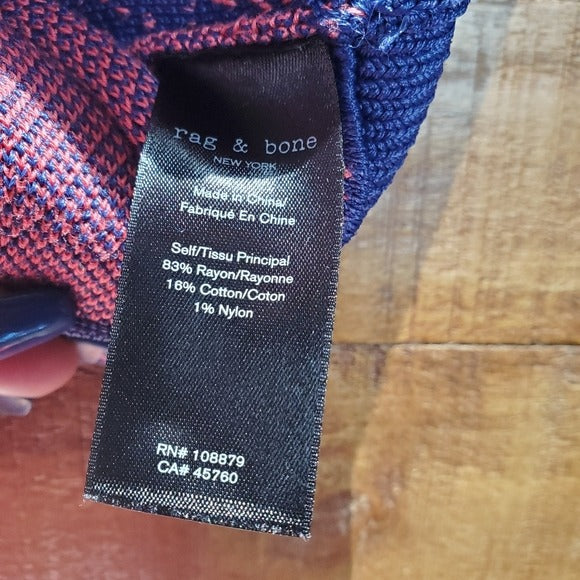 rag & bone
NEW YORK
Made in China/
Fabriqué En Chine
Self/Tissu Principal
83% Rayon/Rayonne
16% Cotton/Coton
1% Nylon
RN# 108879
CA# 45760